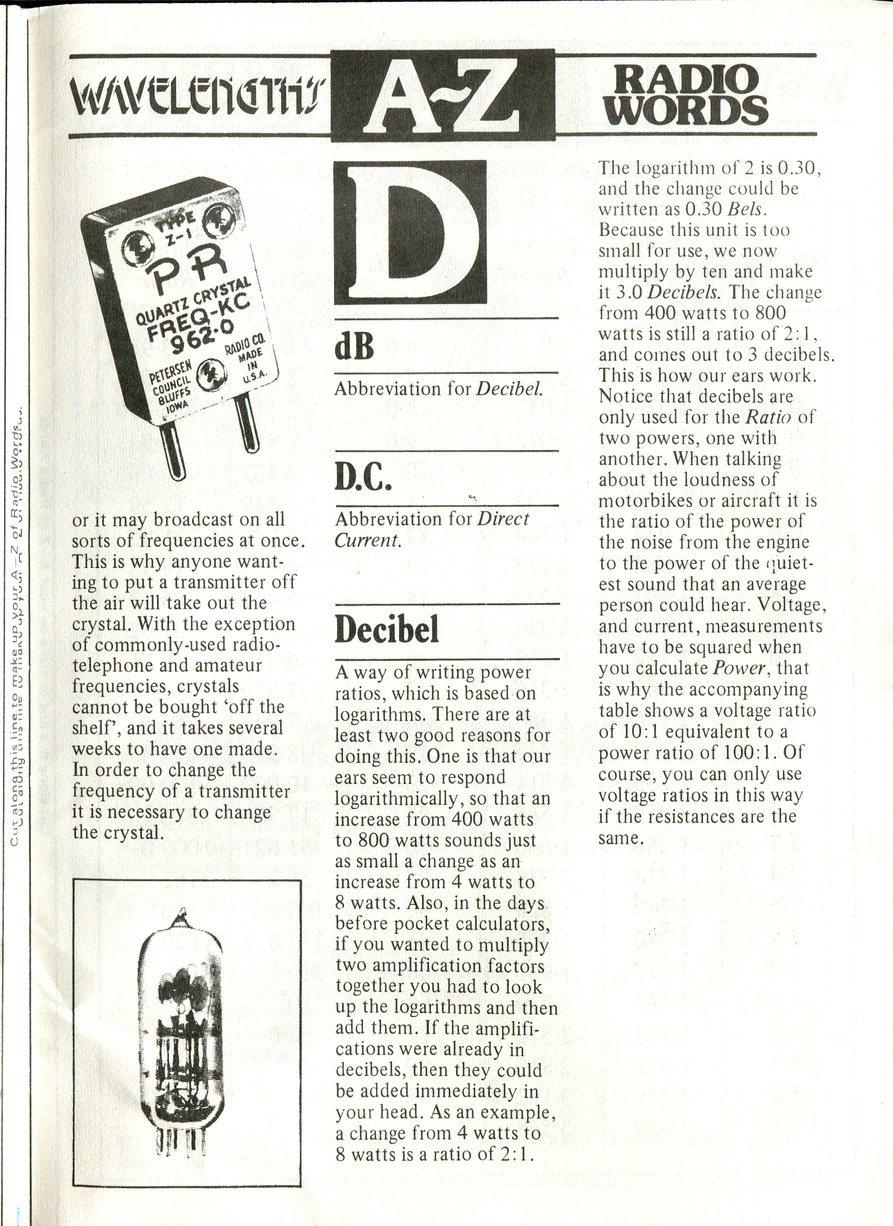 WAVELENGTHS
A~Z
RADIO
WORDS
TYPE
Z-1
PR
QUARTZ CRYSTAL
FREQ-KC
962.0
PETERSEN
COUNCIL
BLUFFS
IOWA
RADIO CO.
MADE
IN
U.S.A.
or it may broadcast on all
sorts of frequencies at once.
This is why anyone want-
ing to put a transmitter off
the air will take out the
crystal. With the exception
of commonly-used radio-
telephone and amateur
frequencies, crystals
cannot be bought ‘off the
shelf’, and it takes several
weeks to have one made.
In order to change the
frequency of a transmitter
it is necessary to change
the crystal.
D
dB
Abbreviation for Decibel.
D.C.
Abbreviation for Direct
Current.
Decibel
A way of writing power
ratios, which is based on
logarithms. There are at
least two good reasons for
doing this. One is that our
ears seem to respond
logarithmically, so that an
increase from 400 watts
to 800 watts sounds just
as small a change as an
increase from 4 watts to
8 watts. Also, in the days
before pocket calculators,
if you wanted to multiply
two amplification factors
together you had to look
up the logarithms and then
add them. If the amplifi-
cations were already in
decibels, then they could
be added immediately in
your head. As an example,
a change from 4 watts to
8 watts is a ratio of 2:1.
The logarithm of 2 is 0.30,
and the change could be
written as 0.30 Bels.
Because this unit is too
small for use, we now
multiply by ten and make
it 3.0 Decibels. The change
from 400 watts to 800
watts is still a ratio of 2:1,
and comes out to 3 decibels.
This is how our ears work.
Notice that decibels are
only used for the Ratio of
two powers, one with
another. When talking
about the loudness of
motorbikes or aircraft it is
the ratio of the power of
the noise from the engine
to the power of the quiet-
est sound that an average
person could hear. Voltage,
and current, measurements
have to be squared when
you calculate Power, that
is why the accompanying
table shows a voltage ratio
of 10:1 equivalent to a
power ratio of 100:1. Of
course, you can only use
voltage ratios in this way
if the resistances are the
same.
Cut along this line to make up your A–Z of Radio Words.